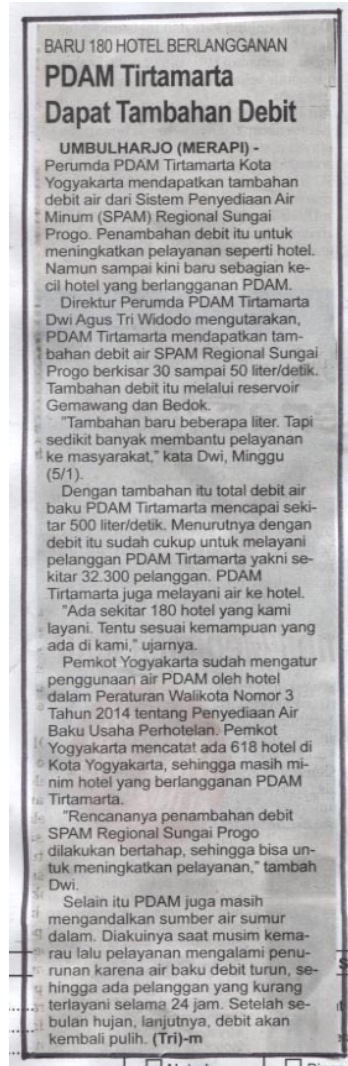 BARU 180 HOTEL BERLANGGANAN
PDAM Tirtamarta
Dapat Tambahan Debit
UMBULHARJO (MERAPI) -
Perumda PDAM Tirtamarta Kota
Yogyakarta mendapatkan tambahan
debit air dari Sistem Penyediaan Air
Minum (SPAM) Regional Sungai
Progo. Penambahan debit itu untuk
meningkatkan pelayanan seperti hotel.
Namun sampai kini baru sebagian ke-
cil hotel yang berlangganan PDAM.
Direktur Perumda PDAM Tirtamarta
Dwi Agus Tri Widodo mengutarakan,
PDAM Tirtamarta mendapatkan tam-
bahan debit air SPAM Regional Sungai
Progo berkisar 30 sampai 50 liter/detik.
Tambahan debit itu melalui reservoir
Gemawang dan Bedok.
"Tambahan baru beberapa liter. Tapi
sedikit banyak membantu pelayanan
ke masyarakat," kata Dwi, Minggu
(5/1).
Dengan tambahan itu total debit air
baku PDAM Tirtamarta mencapai seki-
tar 500 liter/detik. Menurutnya dengan
debit itu sudah cukup untuk melayani
pelanggan PDAM Tirtamarta yakni se-
kitar 32.300 pelanggan. PDAM
Tirtamarta juga melayani air ke hotel.
"Ada sekitar 180 hotel yang kami
layani. Tentu sesuai kemampuan yang
ada di kami," ujarnya.
Pemkot Yogyakarta sudah mengatur
penggunaan air PDAM oleh hotel
dalam Peraturan Walikota Nomor 3
Tahun 2014 tentang Penyediaan Air
Baku Usaha Perhotelan. Pemkot
Yogyakarta mencatat ada 618 hotel di
Kota Yogyakarta, sehingga masih mi-
nim hotel yang berlangganan PDAM
Tirtamarta.
"Rencananya penambahan debit
SPAM Regional Sungai Progo
dilakukan bertahap, sehingga bisa un-
tuk meningkatkan pelayanan," tambah
Dwi.
Selain itu PDAM juga masih
mengandalkan sumber air sumur
dalam. Diakuinya saat musim kema-
rau lalu pelayanan mengalami penu-
runan karena air baku debit turun, se-
hingga ada pelanggan yang kurang
terlayani selama 24 jam. Setelah se-
bulan hujan, lanjutnya, debit akan
kembali pulih. (Tri)-m